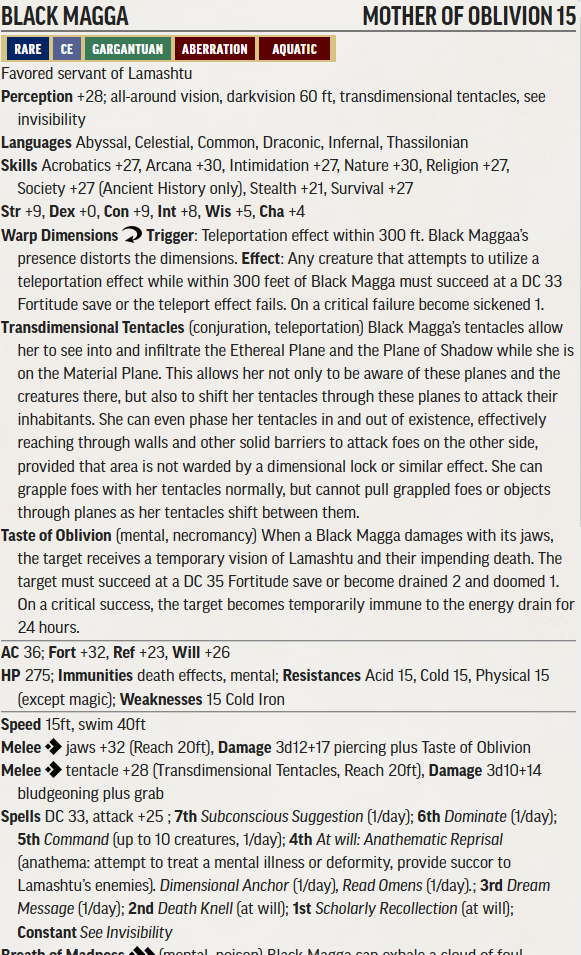 BLACK MAGGA MOTHER OF OBLIVION 15
RARE CE GARGANTUAN ABERRATION AQUATIC
Favored servant of Lamashtu
Perception +28; all-around vision, darkvision 60 ft, transdimensional tentacles, see
invisibility
Languages Abyssal, Celestial, Common, Draconic, Infernal, Thassilonian
Skills Acrobatics +27, Arcana +30, Intimidation +27, Nature +30, Religion +27,
Society +27 (Ancient History only), Stealth +21, Survival +27
Str +9, Dex +0, Con +9, Int +8, Wis +5, Cha +4
Warp Dimensions Trigger: Teleportation effect within 300 ft. Black Maggaa's
presence distorts the dimensions. Effect: Any creature that attempts to utilize a
teleportation effect while within 300 feet of Black Magga must succeed at a DC 33
Fortitude save or the teleport effect fails. On a critical failure become sickened 1.
Transdimensional Tentacles (conjuration, teleportation) Black Magga's tentacles allow
her to see into and infiltrate the Ethereal Plane and the Plane of Shadow while she is
on the Material Plane. This allows her not only to be aware of these planes and the
creatures there, but also to shift her tentacles through these planes to attack their
inhabitants. She can even phase her tentacles in and out of existence, effectively
reaching through walls and other solid barriers to attack foes on the other side,
provided that area is not warded by a dimensional lock or similar effect. She can
grapple foes with her tentacles normally, but cannot pull grappled foes or objects
through planes as her tentacles shift between them.
Taste of Oblivion (mental, necromancy) When a Black Magga damages with its jaws,
the target receives a temporary vision of Lamashtu and their impending death. The
target must succeed at a DC 35 Fortitude save or become drained 2 and doomed 1.
On a critical success, the target becomes temporarily immune to the energy drain for
24 hours.
AC 36; Fort +32, Ref +23, Will +26
HP 275; Immunities death effects, mental; Resistances Acid 15, Cold 15, Physical 15
(except magic); Weaknesses 15 Cold Iron
Speed 15ft, swim 40ft
Melee jaws +32 (Reach 20ft), Damage 3d12+17 piercing plus Taste of Oblivion
Melee tentacle +28 (Transdimensional Tentacles, Reach 20ft), Damage 3d10+14
bludgeoning plus grab
Spells DC 33, attack +25 ; 7th Subconscious Suggestion (1/day); 6th Dominate (1/day);
5th Command (up to 10 creatures, 1/day); 4th At will: Anathematic Reprisal
(anathema: attempt to treat a mental illness or deformity, provide succor to
Lamashtu's enemies). Dimensional Anchor (1/day), Read Omens (1/day).; 3rd Dream
Message (1/day); 2nd Death Knell (at will); 1st Scholarly Recollection (at will);
Constant See Invisibility
Breath of Madness (mental, poison) Black Magga can exhale a cloud of foul